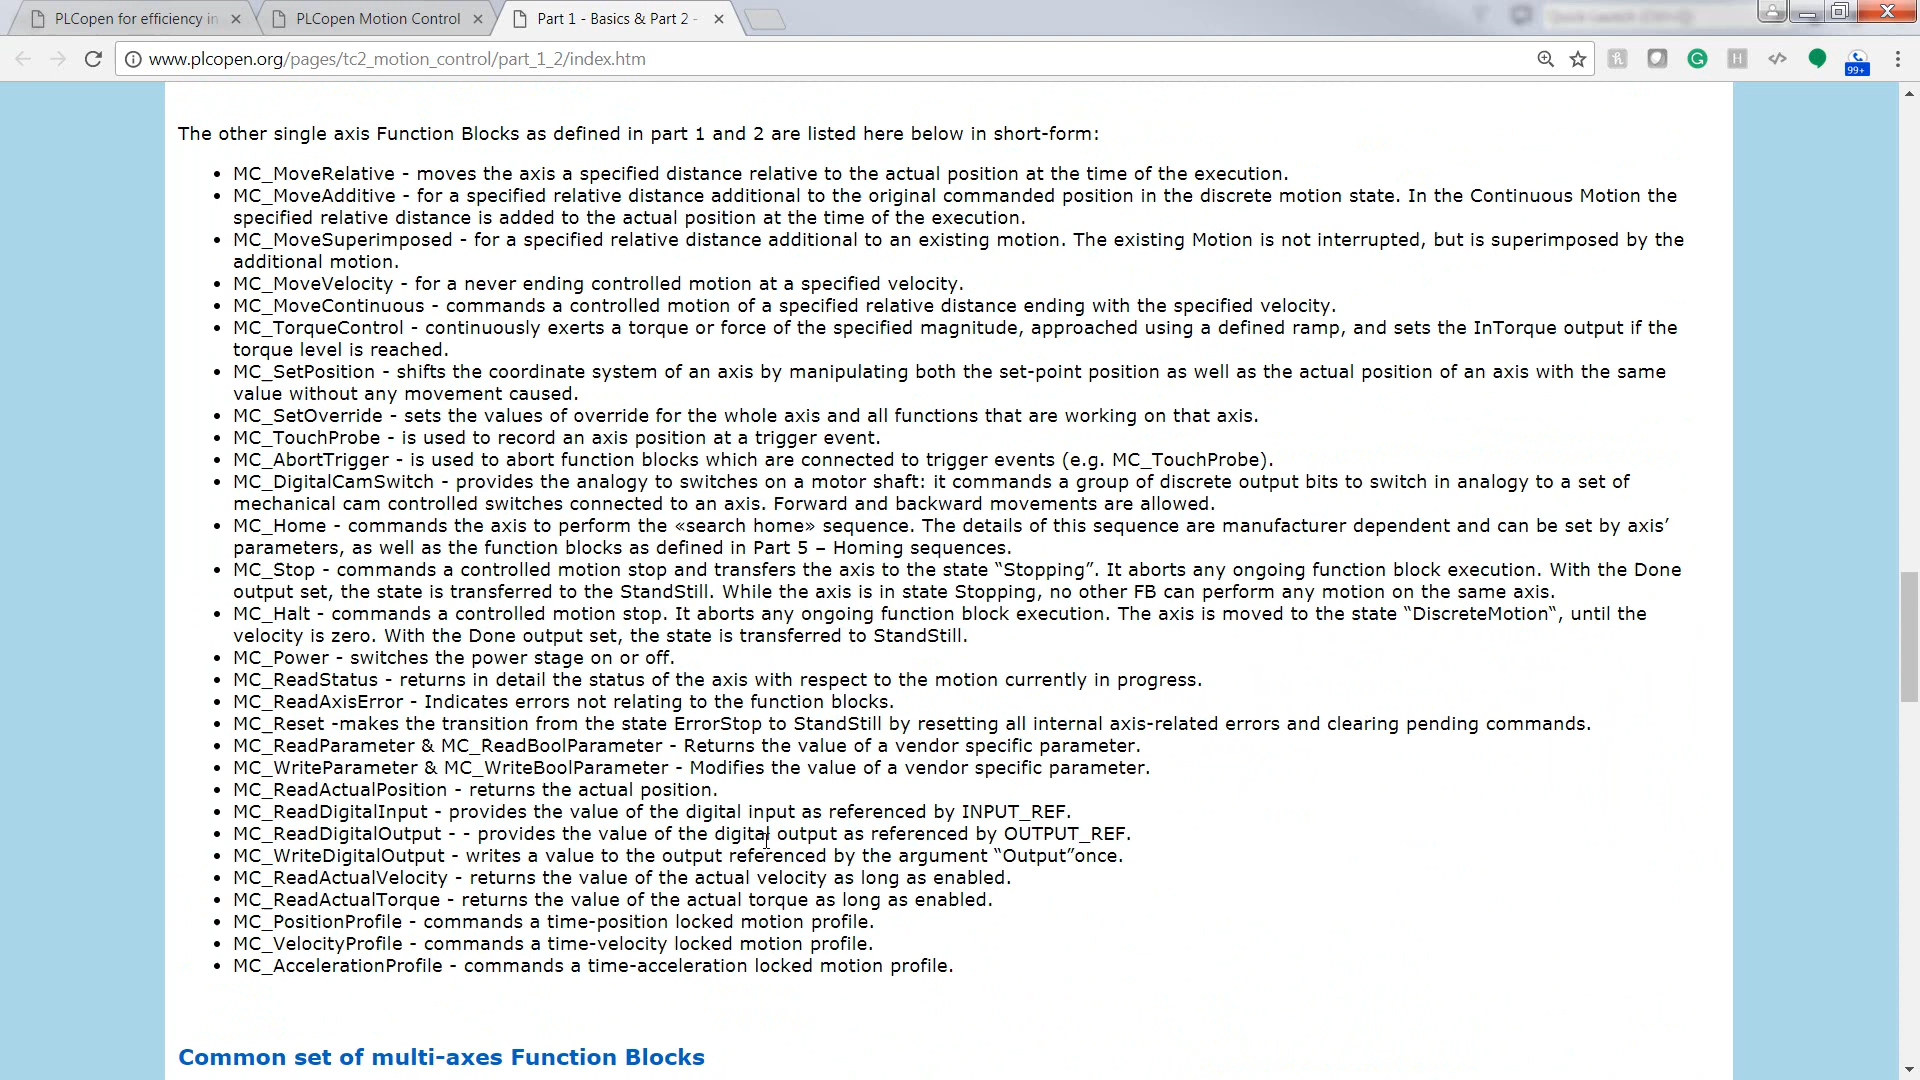 PLCopen for efficiency in
PLCopen Motion Control
Part 1 - Basics & Part 2 -
www.plcopen.org/pages/tc2_motion_control/part_1_2/index.htm
99+
The other single axis Function Blocks as defined in part 1 and 2 are listed here below in short-form:
• MC_MoveRelative - moves the axis a specified distance relative to the actual position at the time of the execution.
• MC_MoveAdditive - for a specified relative distance additional to the original commanded position in the discrete motion state. In the Continuous Motion the
specified relative distance is added to the actual position at the time of the execution.
• MC_MoveSuperimposed - for a specified relative distance additional to an existing motion. The existing Motion is not interrupted, but is superimposed by the
additional motion.
• MC_MoveVelocity - for a never ending controlled motion at a specified velocity.
• MC_MoveContinuous - commands a controlled motion of a specified relative distance ending with the specified velocity.
• MC_TorqueControl - continuously exerts a torque or force of the specified magnitude, approached using a defined ramp, and sets the InTorque output if the
torque level is reached.
• MC_SetPosition - shifts the coordinate system of an axis by manipulating both the set-point position as well as the actual position of an axis with the same
value without any movement caused.
• MC_SetOverride - sets the values of override for the whole axis and all functions that are working on that axis.
• MC_TouchProbe - is used to record an axis position at a trigger event.
• MC_AbortTrigger - is used to abort function blocks which are connected to trigger events (e.g. MC_TouchProbe).
• MC_DigitalCamSwitch - provides the analogy to switches on a motor shaft: it commands a group of discrete output bits to switch in analogy to a set of
mechanical cam controlled switches connected to an axis. Forward and backward movements are allowed.
• MC_Home - commands the axis to perform the «search home» sequence. The details of this sequence are manufacturer dependent and can be set by axis’
parameters, as well as the function blocks as defined in Part 5 – Homing sequences.
• MC_Stop - commands a controlled motion stop and transfers the axis to the state “Stopping”. It aborts any ongoing function block execution. With the Done
output set, the state is transferred to the StandStill. While the axis is in state Stopping, no other FB can perform any motion on the same axis.
• MC_Halt - commands a controlled motion stop. It aborts any ongoing function block execution. The axis is moved to the state “DiscreteMotion“, until the
velocity is zero. With the Done output set, the state is transferred to StandStill.
• MC_Power - switches the power stage on or off.
• MC_ReadStatus - returns in detail the status of the axis with respect to the motion currently in progress.
• MC_ReadAxisError - Indicates errors not relating to the function blocks.
• MC_Reset -makes the transition from the state ErrorStop to StandStill by resetting all internal axis-related errors and clearing pending commands.
• MC_ReadParameter & MC_ReadBoolParameter - Returns the value of a vendor specific parameter.
• MC_WriteParameter & MC_WriteBoolParameter - Modifies the value of a vendor specific parameter.
• MC_ReadActualPosition - returns the actual position.
• MC_ReadDigitalInput - provides the value of the digital input as referenced by INPUT_REF.
• MC_ReadDigitalOutput - - provides the value of the digital output as referenced by OUTPUT_REF.
• MC_WriteDigitalOutput - writes a value to the output referenced by the argument “Output”once.
• MC_ReadActualVelocity - returns the value of the actual velocity as long as enabled.
• MC_ReadActualTorque - returns the value of the actual torque as long as enabled.
• MC_PositionProfile - commands a time-position locked motion profile.
• MC_VelocityProfile - commands a time-velocity locked motion profile.
• MC_AccelerationProfile - commands a time-acceleration locked motion profile.
Common set of multi-axes Function Blocks